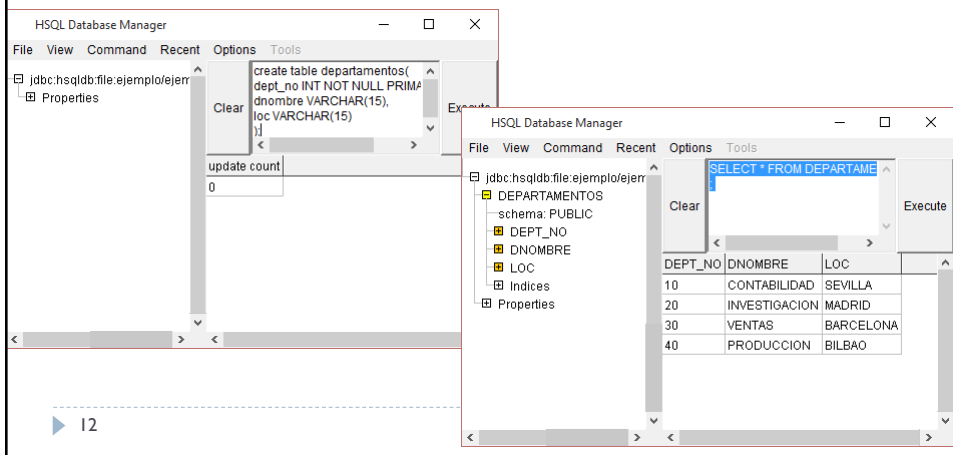 HSQL Database Manager
File View Command Recent Options Tools
jdbc:hsqldb:file:ejemplo/ejem
Properties
Clear
create table departamentos(
dept_no INT NOT NULL PRIMA
dnombre VARCHAR(15),
loc VARCHAR(15)
);
update count
0
HSQL Database Manager
File View Command Recent Options Tools
jdbc:hsqldb:file:ejemplo/ejem
DEPARTAMENTOS
schema: PUBLIC
DEPT_NO
DNOMBRE
LOC
Indices
Properties
Clear
SELECT * FROM DEPARTAME
;
Execute
DEPT_NO DNOMBRE LOC
10 CONTABILIDAD SEVILLA
20 INVESTIGACION MADRID
30 VENTAS BARCELONA
40 PRODUCCION BILBAO
12